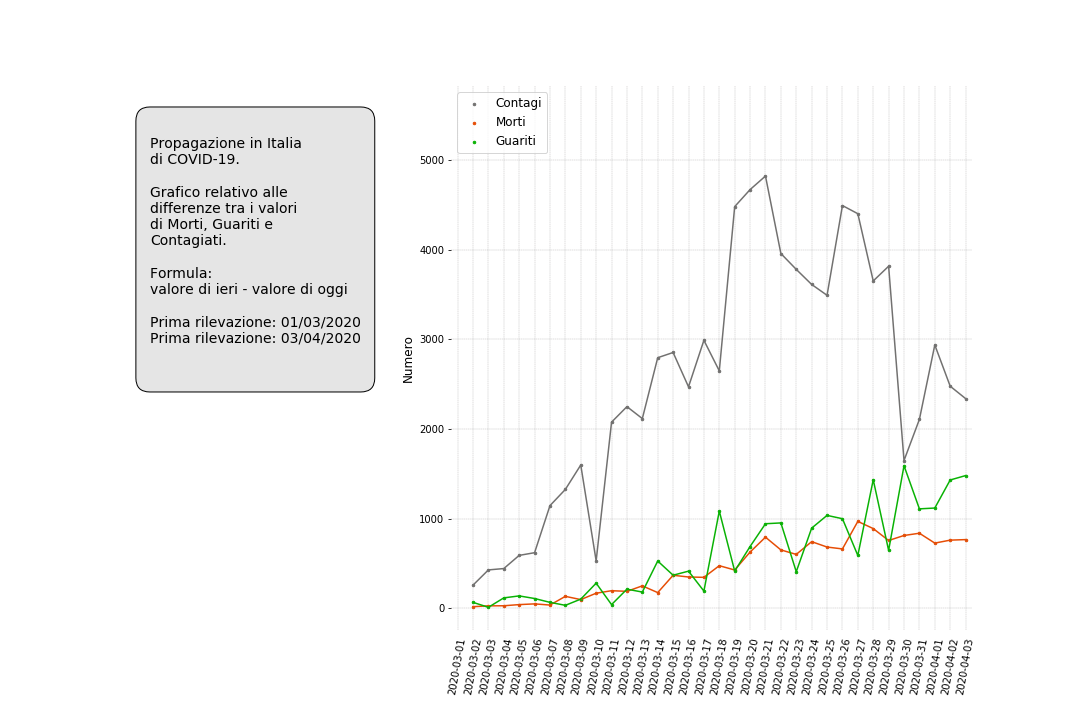 Propagazione in Italia
di COVID-19.
Grafico relativo alle
differenze tra i valori
di Morti, Guariti e
Contagiati.
Formula:
valore di ieri - valore di oggi
Prima rilevazione: 01/03/2020
Prima rilevazione: 03/04/2020
Contagi
Morti
Guariti
Numero
5000
4000
3000
2000
1000
0
2020-03-01
2020-03-02
2020-03-03
2020-03-04
2020-03-05
2020-03-06
2020-03-07
2020-03-08
2020-03-09
2020-03-10
2020-03-11
2020-03-12
2020-03-13
2020-03-14
2020-03-15
2020-03-16
2020-03-17
2020-03-18
2020-03-19
2020-03-20
2020-03-21
2020-03-22
2020-03-23
2020-03-24
2020-03-25
2020-03-26
2020-03-27
2020-03-28
2020-03-29
2020-03-30
2020-03-31
2020-04-01
2020-04-02
2020-04-03